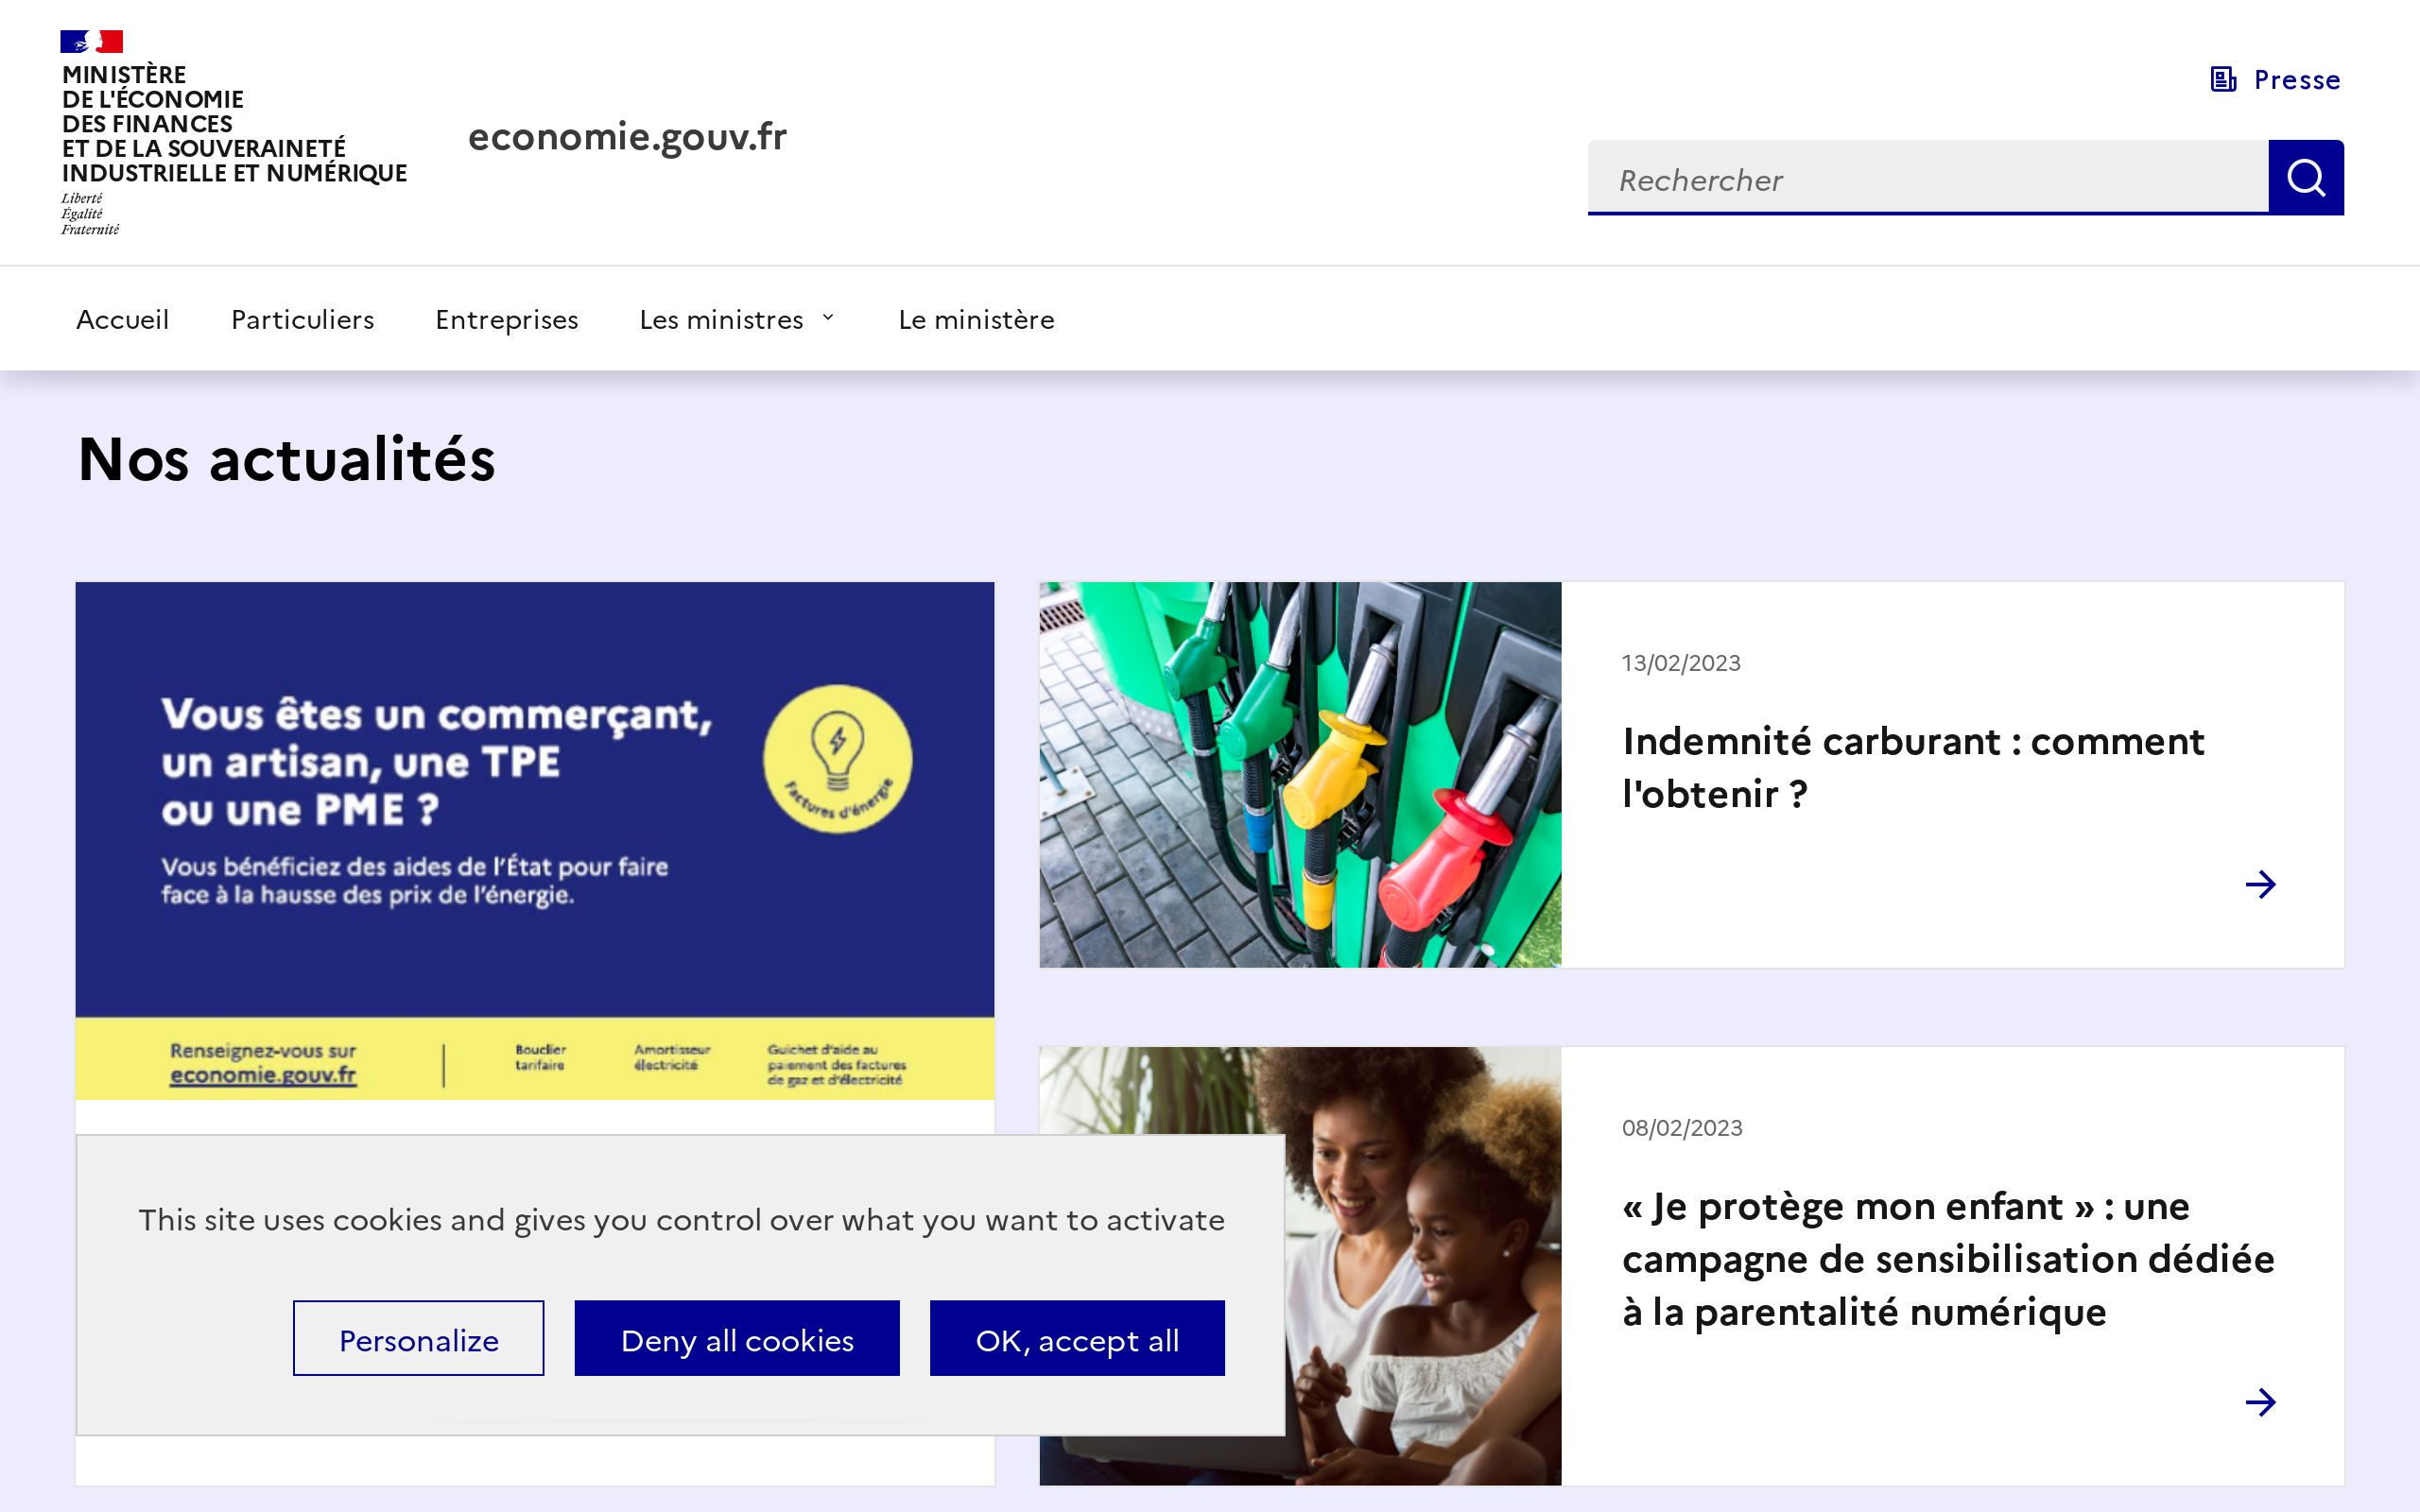 MINISTÈRE
DE L'ÉCONOMIE
DES FINANCES
ET DE LA SOUVERAINETÉ
INDUSTRIELLE ET NUMÉRIQUE
Liberté
Égalité
Fraternité
economie.gouv.fr
Presse
Rechercher
Accueil
Particuliers
Entreprises
Les ministres
Le ministère
Nos actualités
Vous êtes un commerçant,
un artisan, une TPE
ou une PME ?
Factures d'énergie
Vous bénéficiez des aides de l'État pour faire
face à la hausse des prix de l'énergie.
Renseignez-vous sur
economie.gouv.fr
Bouclier
tarifaire
Amortisseur
électricité
Guichet d'aide au
paiement des factures
de gaz et d'électricité
13/02/2023
Indemnité carburant : comment
l'obtenir ?
08/02/2023
« Je protège mon enfant » : une
campagne de sensibilisation dédiée
à la parentalité numérique
This site uses cookies and gives you control over what you want to activate
Personalize
Deny all cookies
OK, accept all